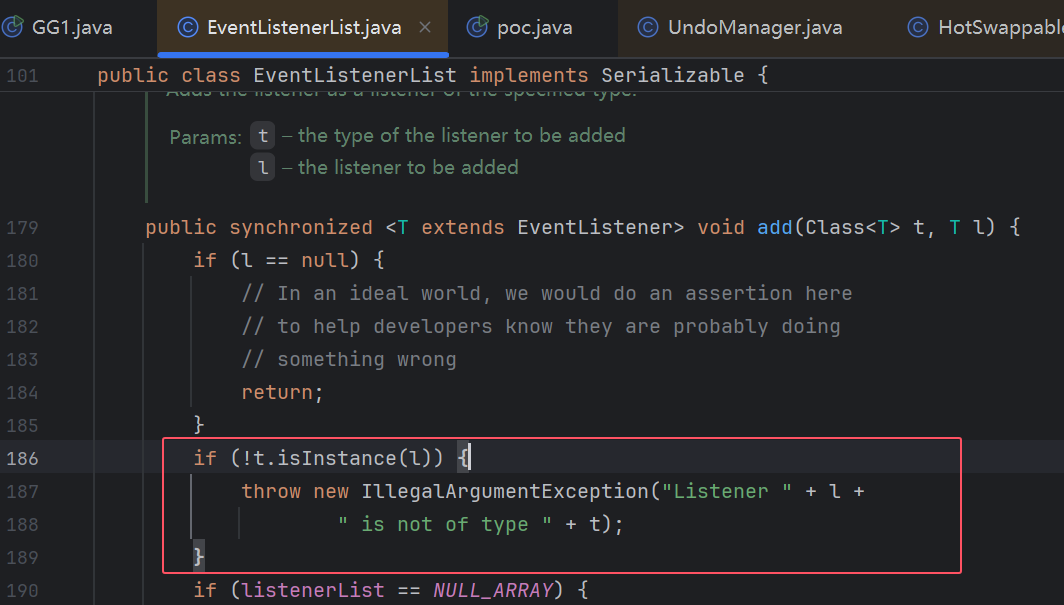 GG1.java EventListenerList.java × poc.java UndoManager.java HotSwappable
101 public class EventListenerList implements Serializable {
Adds the listener as a listener of the specified type.
Params: t – the type of the listener to be added
l – the listener to be added
179 public synchronized <T extends EventListener> void add(Class<T> t, T l) {
180 if (l == null) {
181 // In an ideal world, we would do an assertion here
182 // to help developers know they are probably doing
183 // something wrong
184 return;
185 }
186 if (!t.isInstance(l)) {
187 throw new IllegalArgumentException("Listener " + l +
188 " is not of type " + t);
189 }
190 if (listenerList == NULL_ARRAY) {